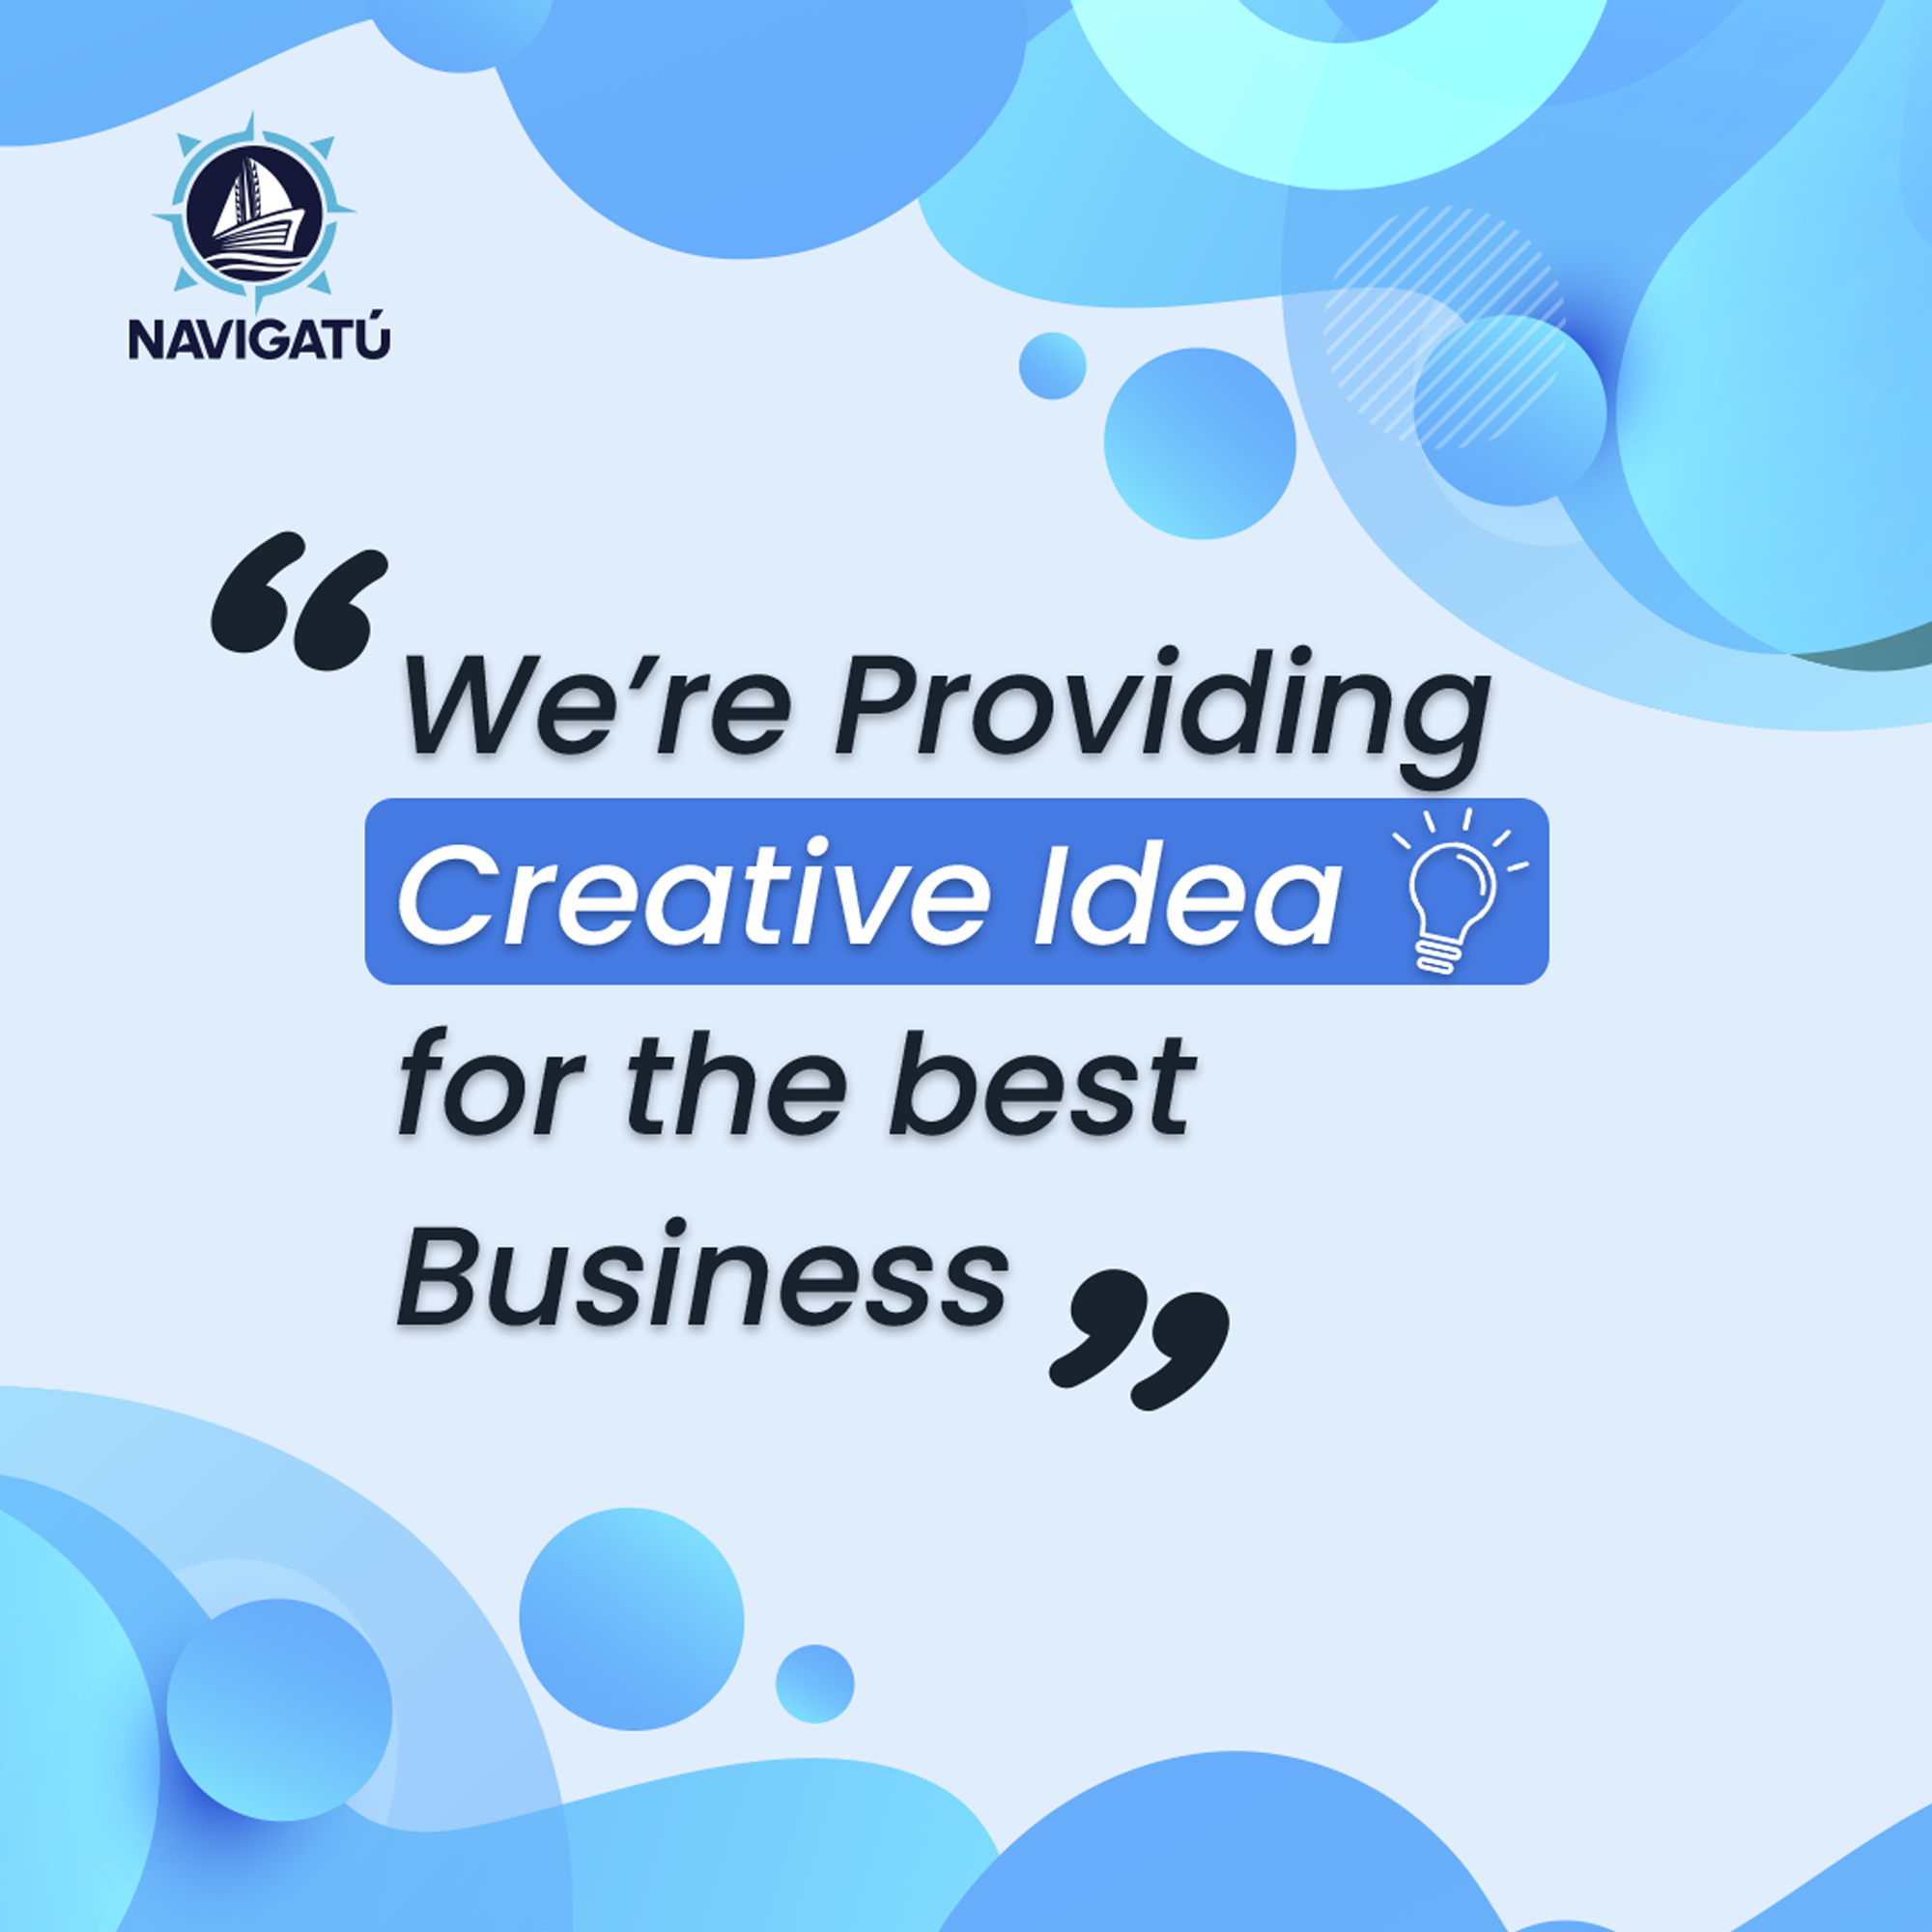 NAVIGATÚ
“We’re Providing
Creative Idea
for the best
Business”